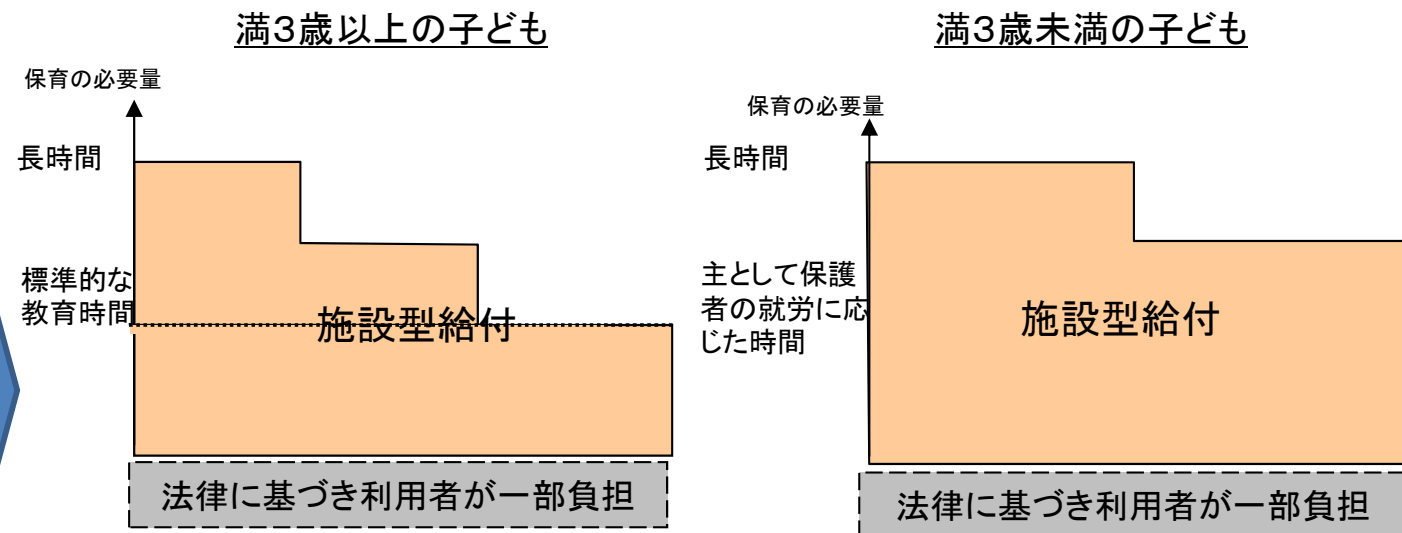 満３歳以上の子ども
保育の必要量
長時間
標準的な
教育時間
施設型給付
法律に基づき利用者が一部負担
満３歳未満の子ども
保育の必要量
長時間
主として保護
者の就労に応
じた時間
施設型給付
法律に基づき利用者が一部負担